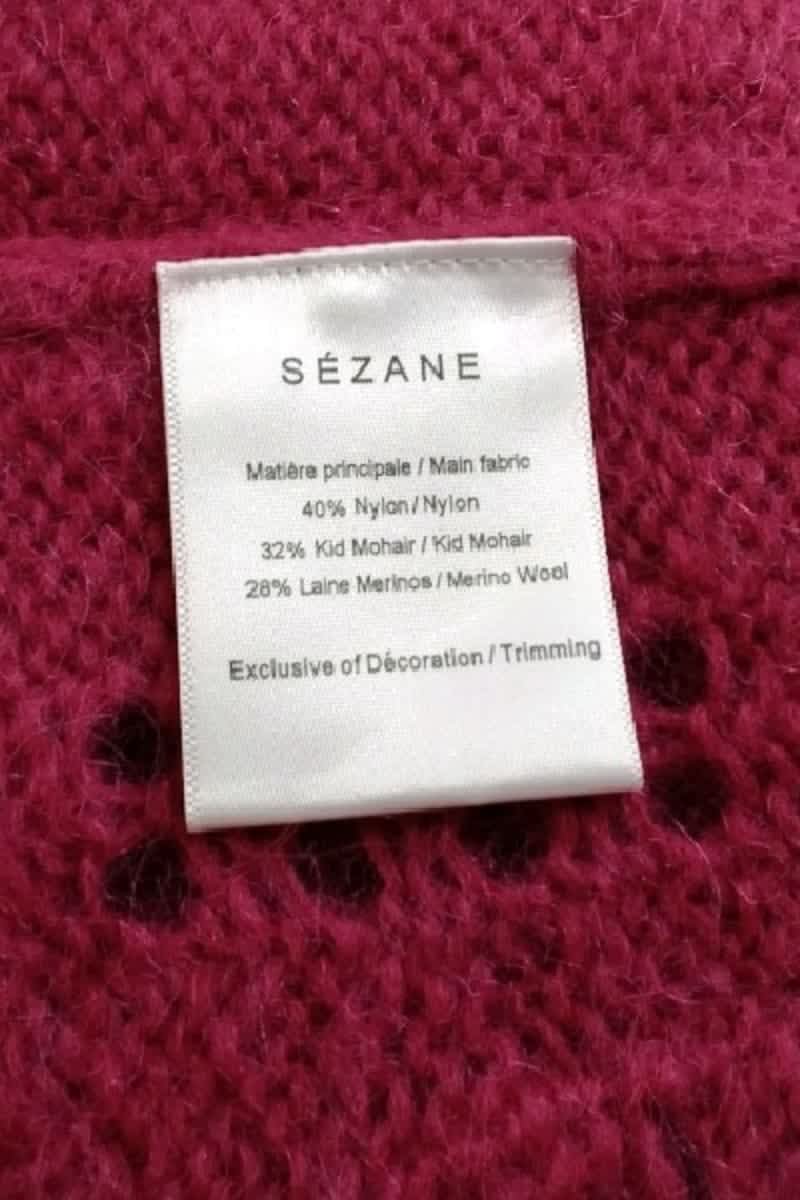 SÉZANE
Matière principale / Main fabric
40% Nylon / Nylon
32% Kid Mohair / Kid Mohair
28% Laine Merinos / Merino Wool
Exclusive of Décoration / Trimming